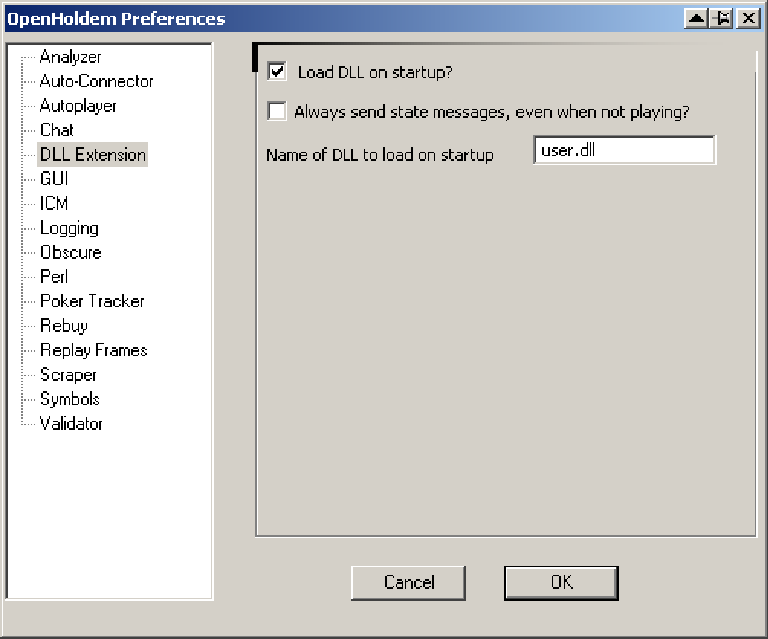 OpenHoldem Preferences
Analyzer
Auto-Connector
Autoplayer
Chat
DLL Extension
GUI
ICM
Logging
Obscure
Perl
Poker Tracker
Rebuy
Replay Frames
Scraper
Symbols
Validator
Load DLL on startup?
Always send state messages, even when not playing?
Name of DLL to load on startup user.dll
Cancel OK